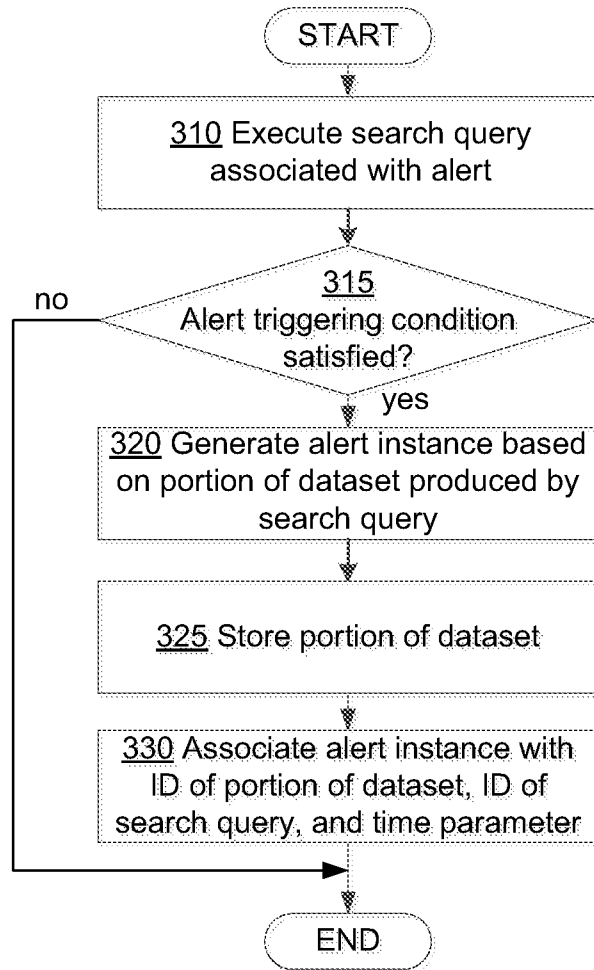 START
310 Execute search query
associated with alert
315
Alert triggering condition
satisfied?
no
yes
320 Generate alert instance based
on portion of dataset produced by
search query
325 Store portion of dataset
330 Associate alert instance with
ID of portion of dataset, ID of
search query, and time parameter
END